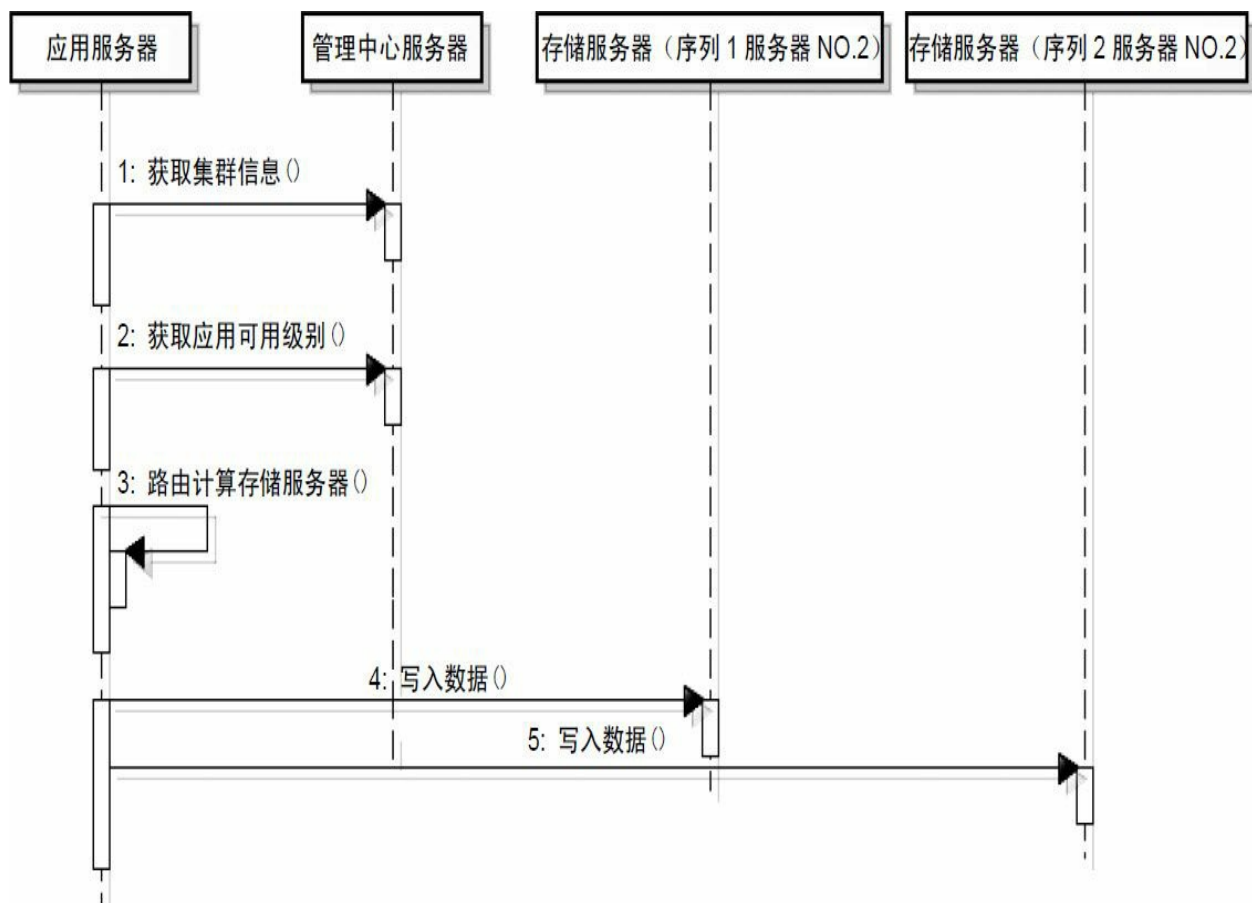 应用服务器
管理中心服务器
存储服务器（序列 1 服务器 NO.2）
存储服务器（序列 2 服务器 NO.2）
1: 获取集群信息()
2: 获取应用可用级别()
3: 路由计算存储服务器()
4: 写入数据()
5: 写入数据()